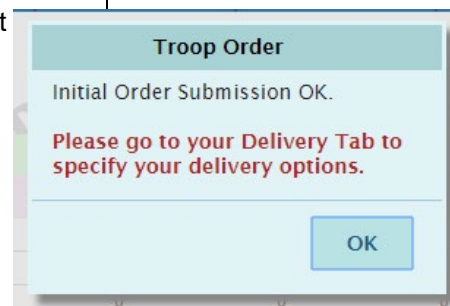 t
Troop Order
Initial Order Submission OK.
Please go to your Delivery Tab to
specify your delivery options.
OK